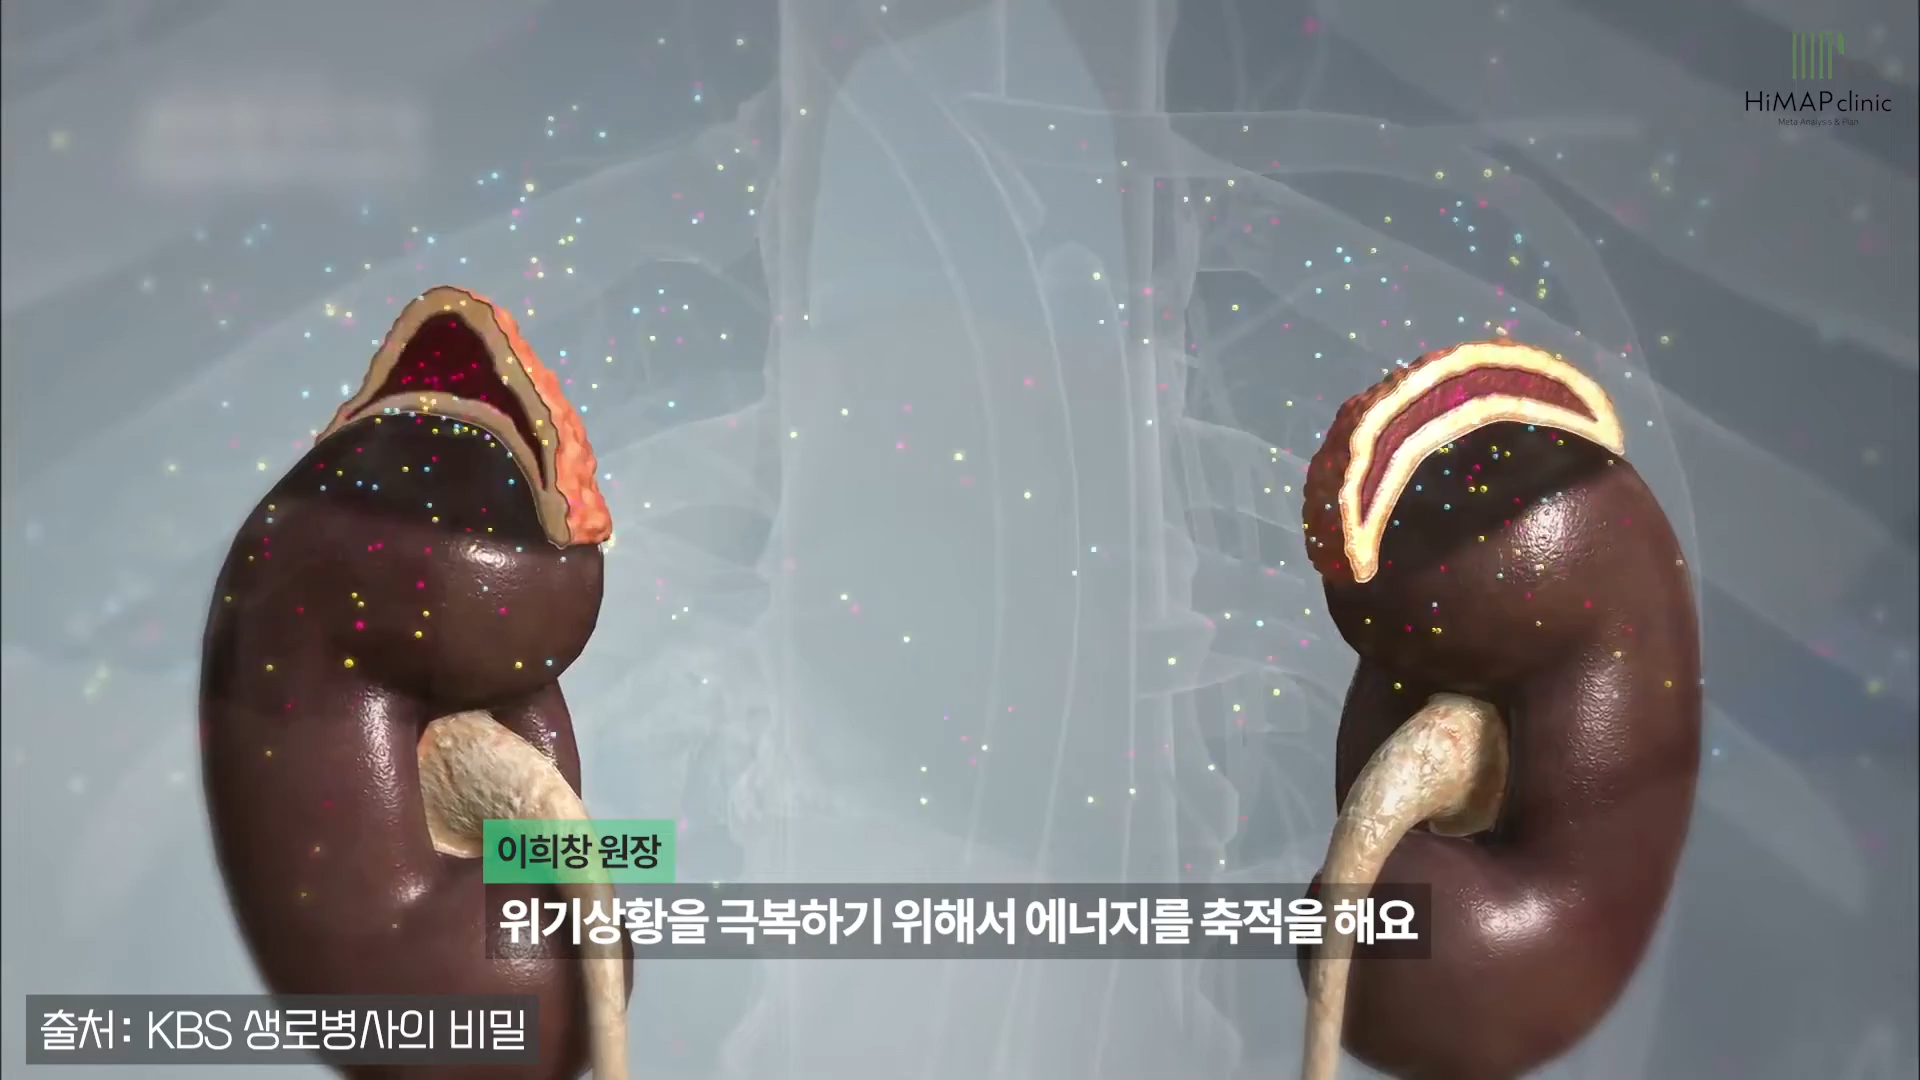 HiMAP clinic
Meta Analysis & Plan
이희창 원장
위기상황을 극복하기 위해서 에너지를 축적을 해요
출처: KBS 생로병사의 비밀